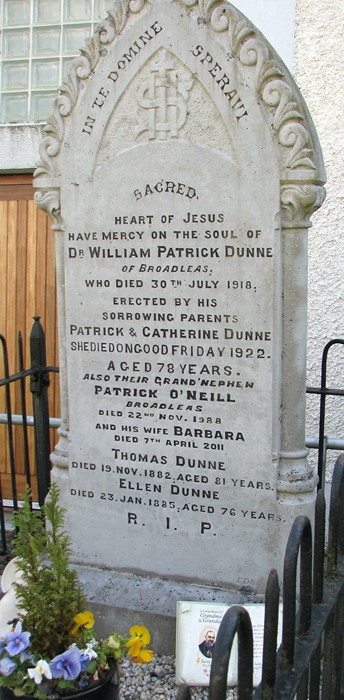 IN TE DOMINE SPERAVI
IHS
SACRED
HEART OF JESUS
HAVE MERCY ON THE SOUL OF
DR WILLIAM PATRICK DUNNE
OF BROADLEAS;
WHO DIED 30TH JULY 1918;
ERECTED BY HIS
SORROWING PARENTS
PATRICK & CATHERINE DUNNE
SHE DIED ON GOOD FRIDAY 1922.
AGED 78 YEARS.
ALSO THEIR GRAND'NEPHEW
PATRICK O'NEILL
BROADLEAS
DIED 22ND NOV. 1988
AND HIS WIFE BARBARA
DIED 7TH APRIL 2011
THOMAS DUNNE
DIED 19.NOV.1882, AGED 81 YEARS.
ELLEN DUNNE
DIED 23.JAN.1885, AGED 76 YEARS.
R. I. P.
Grandma
& Granda